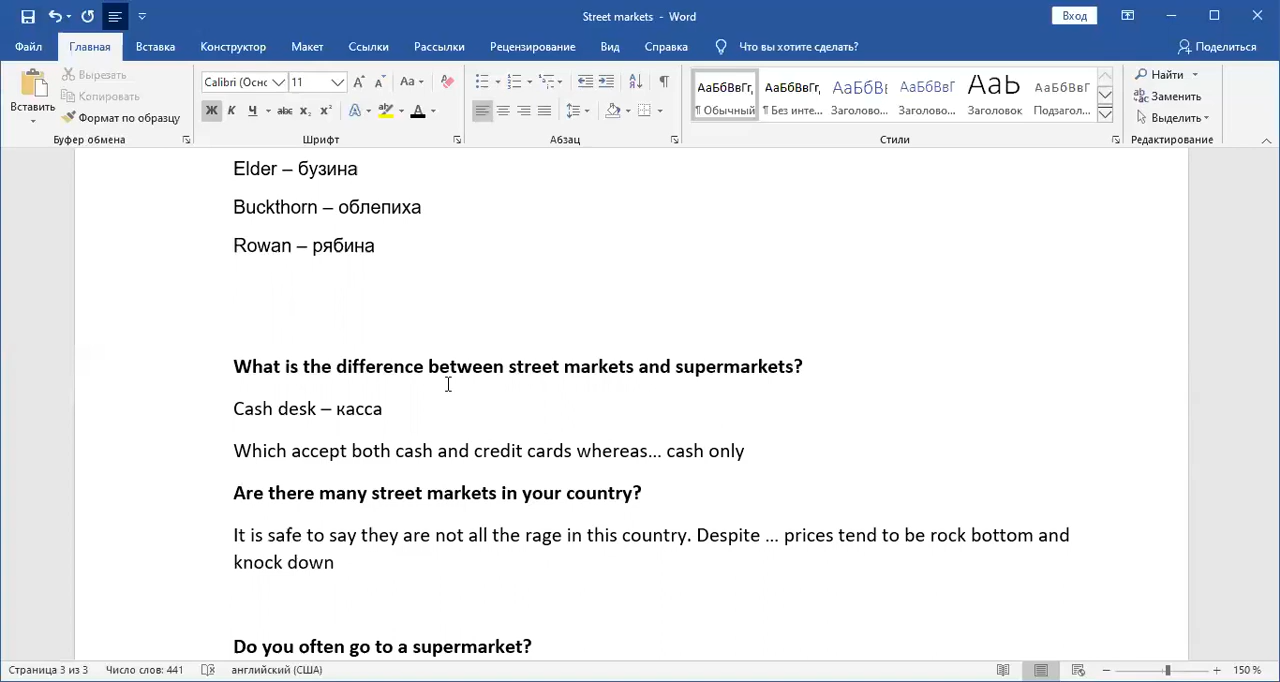 Street markets - Word
Вход
Файл Главная Вставка Конструктор Макет Ссылки Рассылки Рецензирование Вид Справка Что вы хотите сделать? Поделиться
Вставить
Вырезать
Копировать
Формат по образцу
Буфер обмена
Calibri (Оснс 11
Шрифт
Абзац
АаБбВвГг, АаБбВвГг, АаБбВв АаБбВвГ АаЬ АаБбВвГ
¶ Обычный ¶ Без инте... Заголово... Заголово... Заголовок Подзагол...
Стили
Найти
Заменить
Выделить
Редактирование
Elder – бузина
Buckthorn – облепиха
Rowan – рябина
What is the difference between street markets and supermarkets?
Cash desk – касса
Which accept both cash and credit cards whereas... cash only
Are there many street markets in your country?
It is safe to say they are not all the rage in this country. Despite ... prices tend to be rock bottom and
knock down
Do you often go to a supermarket?
Страница 3 из 3 Число слов: 441 английский (США) 150 %